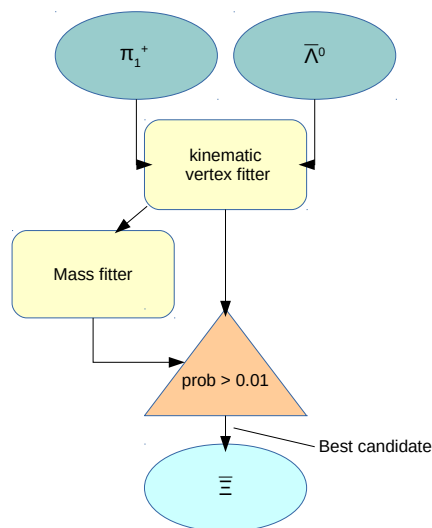 π₁⁺
Λ̅⁰
kinematic
vertex fitter
Mass fitter
prob > 0.01
Best candidate
Ξ̅